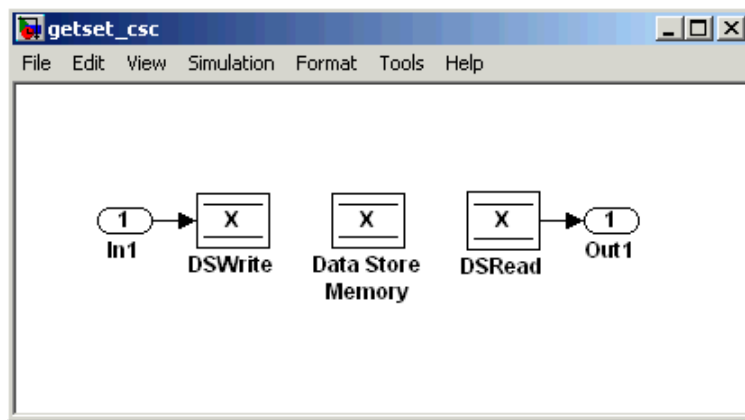 getset_csc
File Edit View Simulation Format Tools Help
1 X X X 1
In1 DSWrite Data Store Memory DSRead Out1